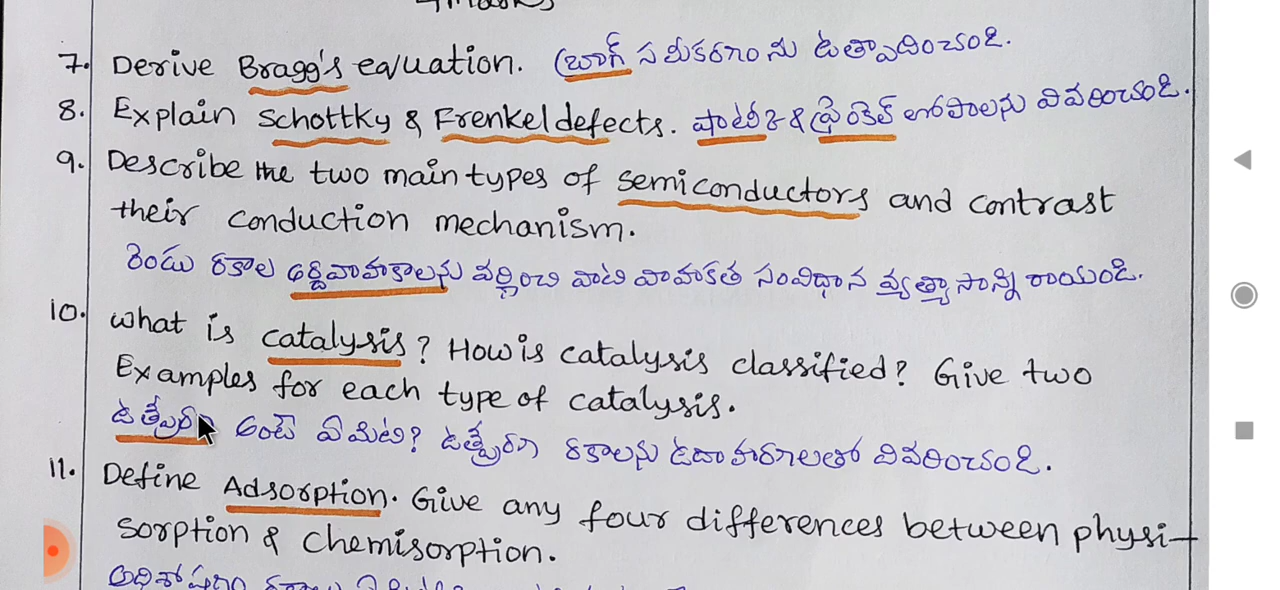 7. Derive Bragg's equation. (బ్రాగ్ సమీకరణం ను ఉత్పాదించండి.
8. Explain Schottky & Frenkel defects. షాట్కీ & ఫ్రెంకెల్ లోపాలను వివరించండి.
9. Describe the two main types of semiconductors and contrast
their conduction mechanism.
రెండు రకాల అర్ధవాహకాలను వర్ణించి వాటి వాహకత సంవిధాన వ్యత్యాసాన్ని రాయండి.
10. What is catalysis? How is catalysis classified? Give two
Examples for each type of catalysis.
అంటే ఏమిటి? ఉత్ప్రేరణ రకాలను ఉదాహరణలతో వివరించండి.
11. Define Adsorption. Give any four differences between physi-
sorption & chemisorption.